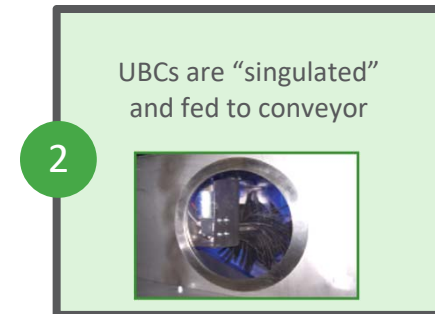 UBCs are “singulated”
and fed to conveyor
2